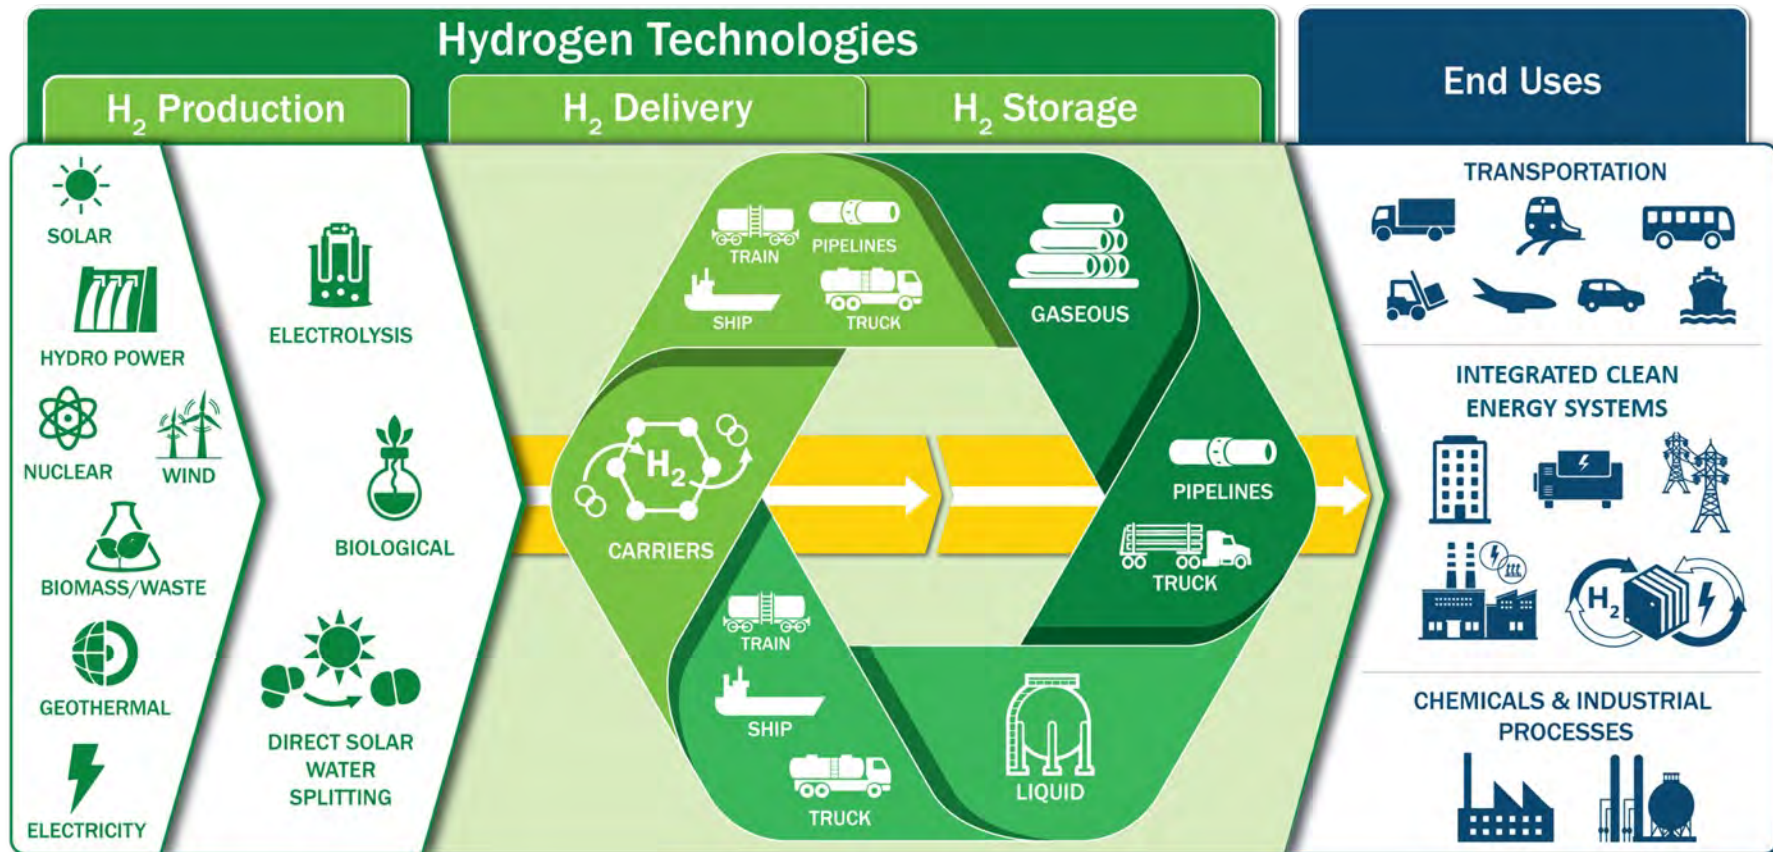 Hydrogen Technologies
End Uses
H₂ Production
H₂ Delivery
H₂ Storage
SOLAR
HYDRO POWER
NUCLEAR
WIND
BIOMASS/WASTE
GEOTHERMAL
ELECTRICITY
ELECTROLYSIS
BIOLOGICAL
DIRECT SOLAR
WATER
SPLITTING
TRAIN
PIPELINES
SHIP
TRUCK
H₂
CARRIERS
TRAIN
SHIP
TRUCK
GASEOUS
PIPELINES
TRUCK
LIQUID
TRANSPORTATION
INTEGRATED CLEAN
ENERGY SYSTEMS
H₂
CHEMICALS & INDUSTRIAL
PROCESSES